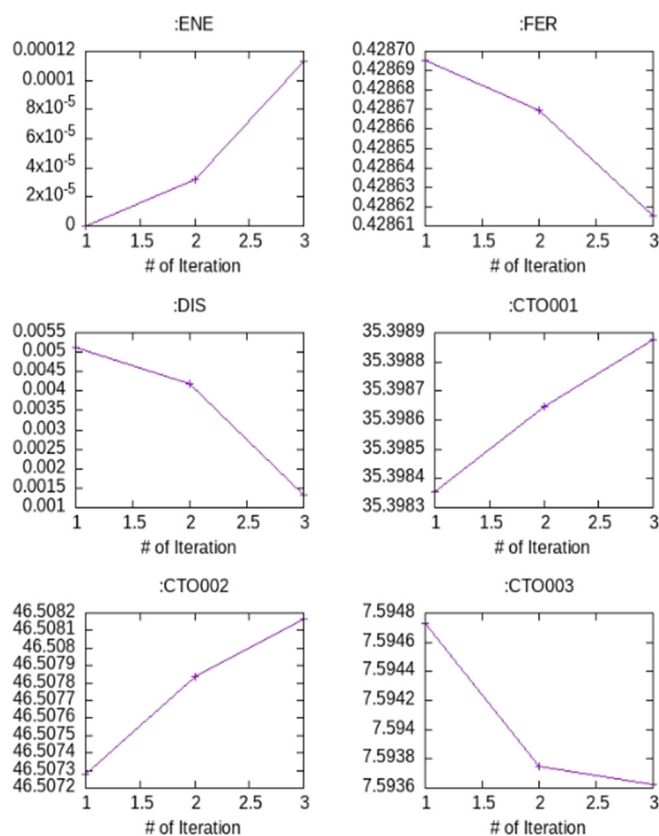 :ENE
0.00012
0.0001
8x10⁻⁵
6x10⁻⁵
4x10⁻⁵
2x10⁻⁵
0
1 1.5 2 2.5 3
# of Iteration
:FER
0.42870
0.42869
0.42868
0.42867
0.42866
0.42864
0.42863
0.42862
0.42861
1 1.5 2 2.5 3
# of Iteration
:DIS
0.0055
0.005
0.0045
0.004
0.0035
0.003
0.0025
0.002
0.0015
0.001
1 1.5 2 2.5 3
# of Iteration
:CTO001
35.3989
35.3988
35.3987
35.3986
35.3985
35.3984
35.3983
1 1.5 2 2.5 3
# of Iteration
:CTO002
46.5082
46.5081
46.508
46.5079
46.5078
46.5077
46.5076
46.5075
46.5074
46.5073
46.5072
1 1.5 2 2.5 3
# of Iteration
:CTO003
7.5948
7.5946
7.5944
7.5942
7.594
7.5938
7.5936
1 1.5 2 2.5 3
# of Iteration